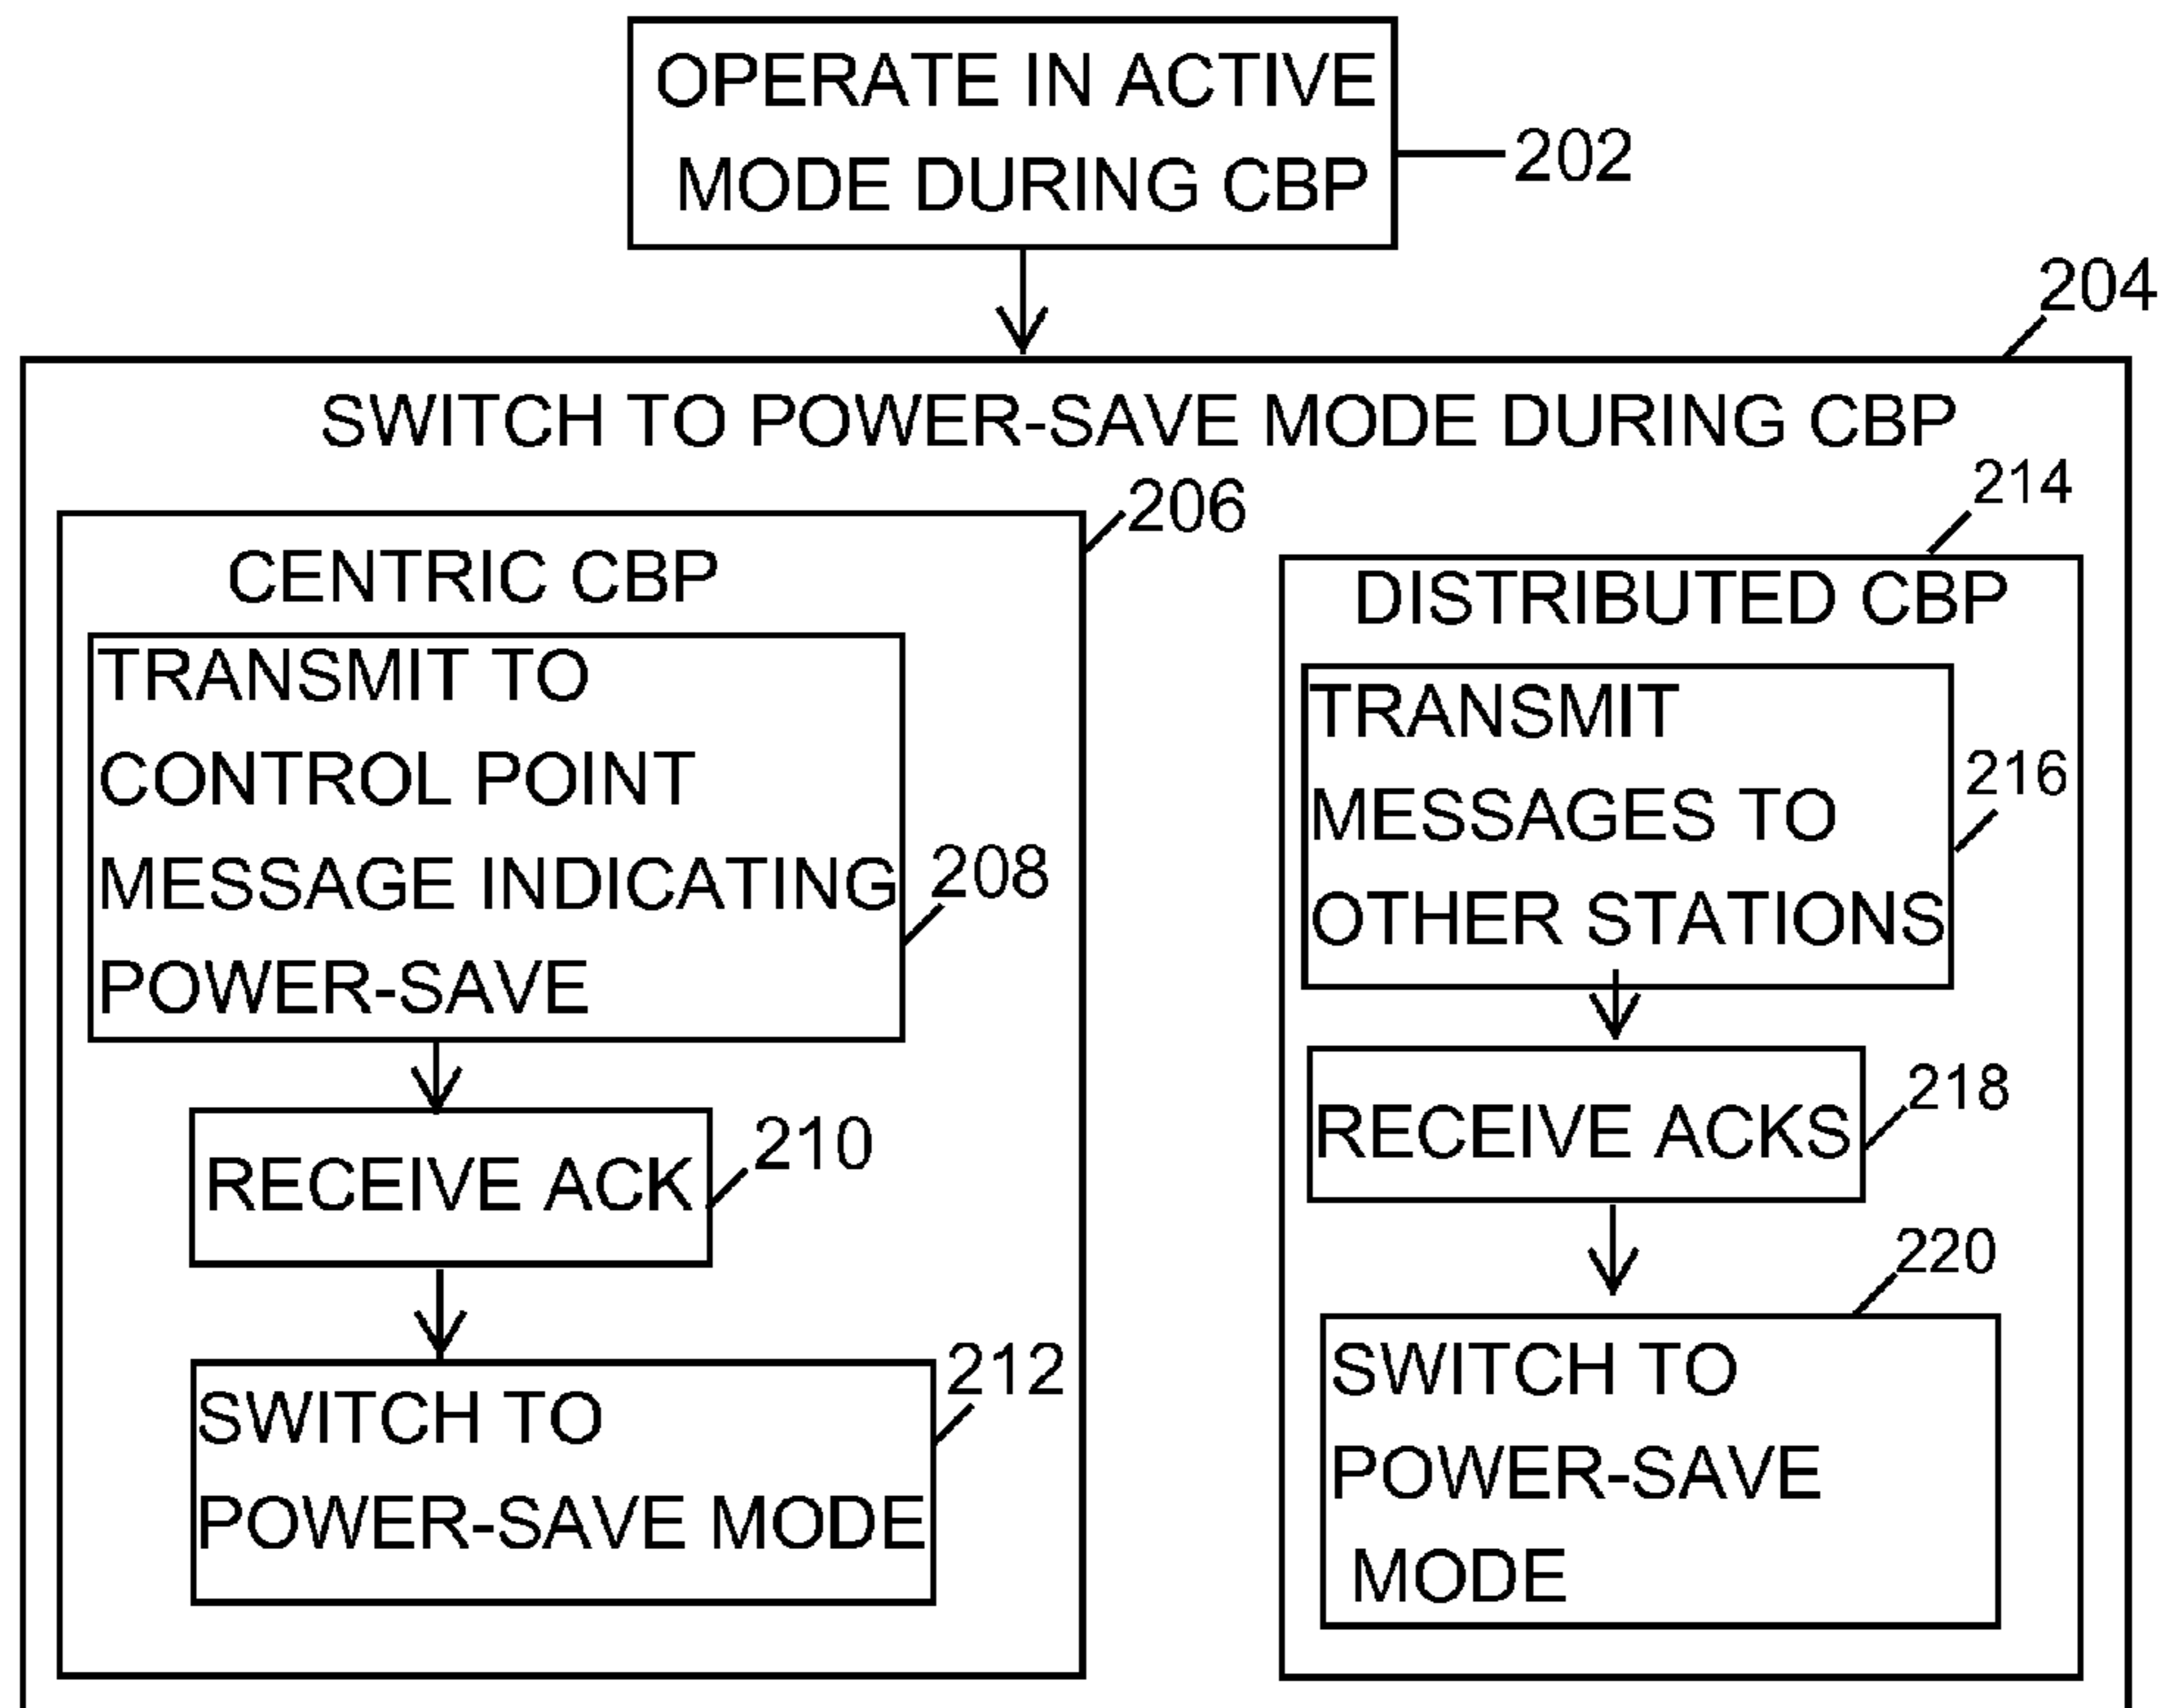 OPERATE IN ACTIVE
MODE DURING CBP
202
204
SWITCH TO POWER-SAVE MODE DURING CBP
206
CENTRIC CBP
TRANSMIT TO
CONTROL POINT
MESSAGE INDICATING
POWER-SAVE
208
RECEIVE ACK
210
SWITCH TO
POWER-SAVE MODE
212
214
DISTRIBUTED CBP
TRANSMIT
MESSAGES TO
OTHER STATIONS
216
RECEIVE ACKS
218
220
SWITCH TO
POWER-SAVE
MODE